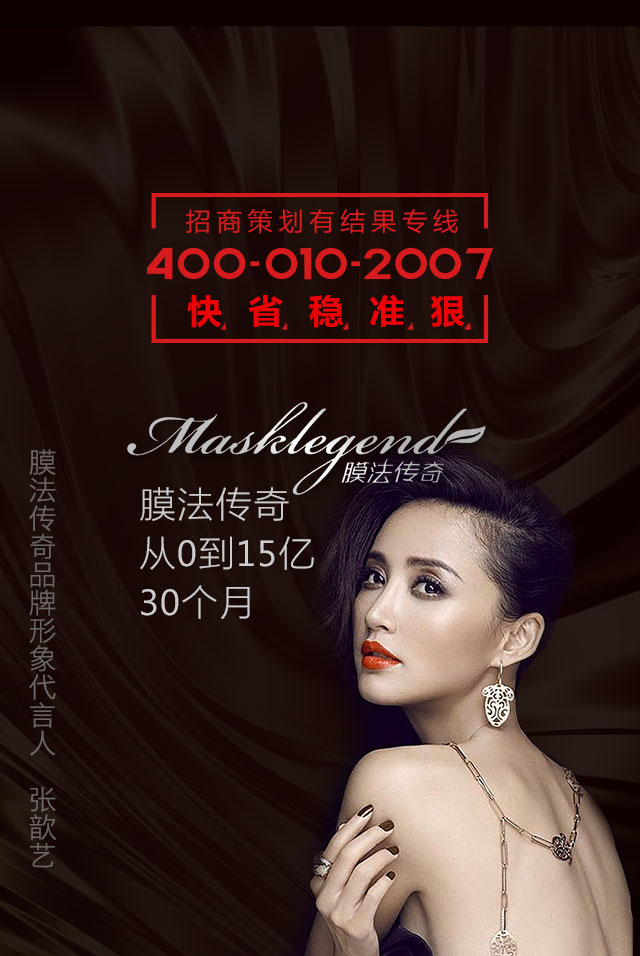 招商策划有结果专线
400-010-2007
快省稳准狠
Masklegend
膜法传奇
膜法传奇
从0到15亿
30个月
膜法传奇品牌形象代言人 张歆艺